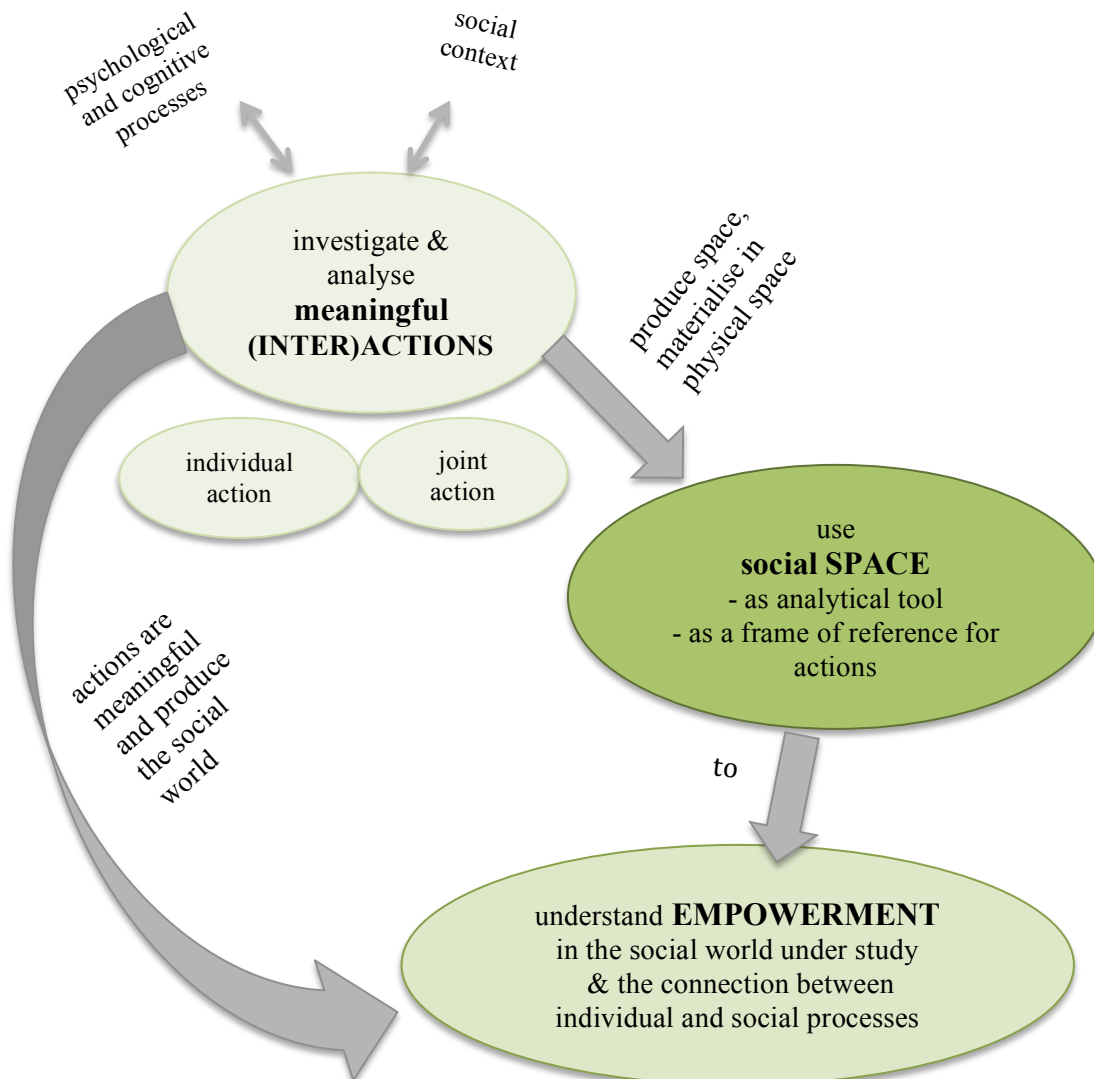 psychological
and cognitive
processes
social
context
investigate &
analyse
meaningful
(INTER)ACTIONS
produce space,
materialise in
physical space
individual
action
joint
action
use
social SPACE
- as analytical tool
- as a frame of reference for
actions
actions are
meaningful
and produce
the social
world
to
understand EMPOWERMENT
in the social world under study
& the connection between
individual and social processes